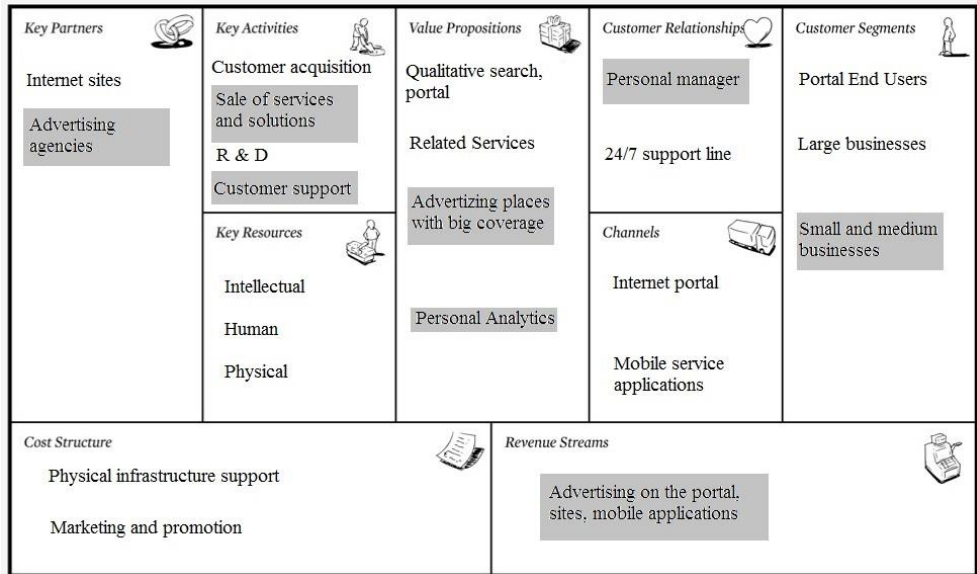 Key Partners
Internet sites
Advertising
agencies
Key Activities
Customer acquisition
Sale of services
and solutions
R & D
Customer support
Key Resources
Intellectual
Human
Physical
Value Propositions
Qualitative search,
portal
Related Services
Advertizing places
with big coverage
Personal Analytics
Customer Relationships
Personal manager
24/7 support line
Channels
Internet portal
Mobile service
applications
Customer Segments
Portal End Users
Large businesses
Small and medium
businesses
Cost Structure
Physical infrastructure support
Marketing and promotion
Revenue Streams
Advertising on the portal,
sites, mobile applications